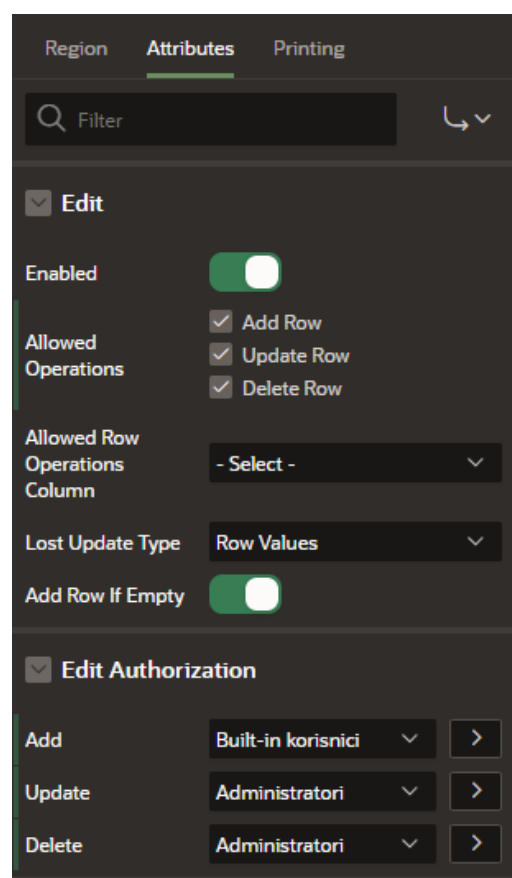 Region Attributes Printing
Filter
Edit
Enabled
Allowed
Operations
Add Row
Update Row
Delete Row
Allowed Row
Operations
Column
- Select -
Lost Update Type Row Values
Add Row If Empty
Edit Authorization
Add Built-in korisnici
Update Administratori
Delete Administratori